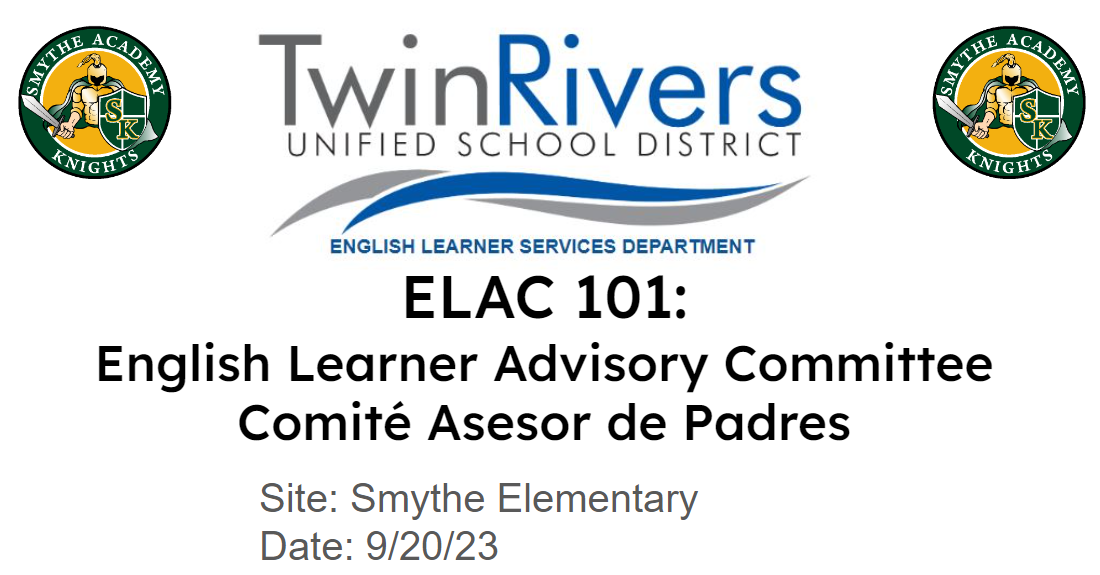 SMYTHE ACADEMY
SK
KNIGHTS
TwinRivers
UNIFIED SCHOOL DISTRICT
ENGLISH LEARNER SERVICES DEPARTMENT
SMYTHE ACADEMY
SK
KNIGHTS
ELAC 101:
English Learner Advisory Committee
Comité Asesor de Padres
Site: Smythe Elementary
Date: 9/20/23